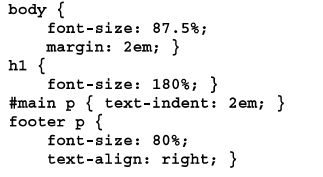 body {
    font-size: 87.5%;
    margin: 2em; }
h1 {
    font-size: 180%; }
#main p { text-indent: 2em; }
footer p {
    font-size: 80%;
    text-align: right; }